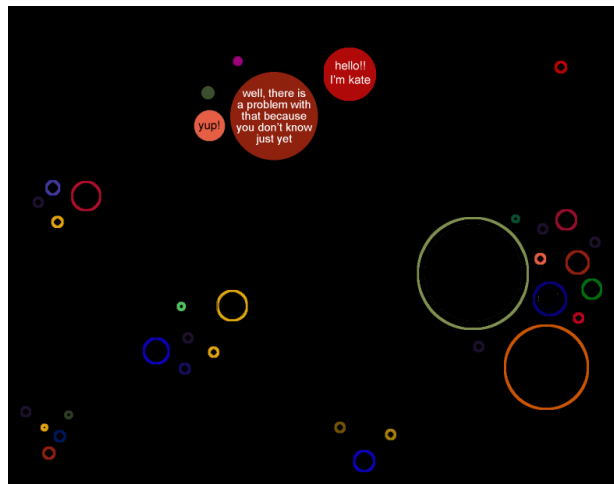 hello!!
I'm kate
well, there is
a problem with
that because
you don't know
just yet
yup!